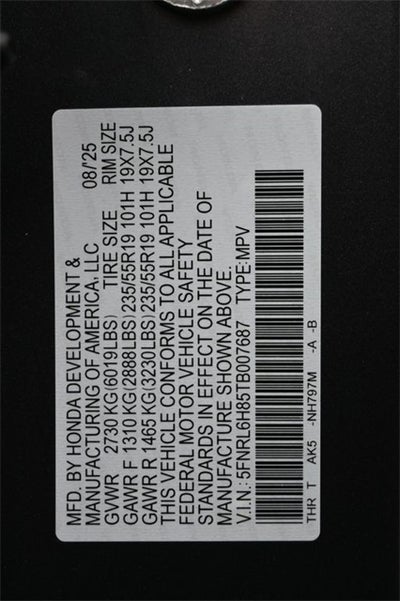 MFD. BY HONDA DEVELOPMENT &
MANUFACTURING OF AMERICA, LLC 08/'25
GVWR 2730 KG(6019LBS) TIRE SIZE RIM SIZE
GAWR F 1310 KG(2888LBS) 235/55R19 101H 19X7.5J
GAWR R 1465 KG(3230LBS) 235/55R19 101H 19X7.5J
THIS VEHICLE CONFORMS TO ALL APPLICABLE
FEDERAL MOTOR VEHICLE SAFETY
STANDARDS IN EFFECT ON THE DATE OF
MANUFACTURE SHOWN ABOVE.
V.I.N.: 5FNRL6H85TB007687 TYPE:MPV
THR T AK5 -NH797M -A -B